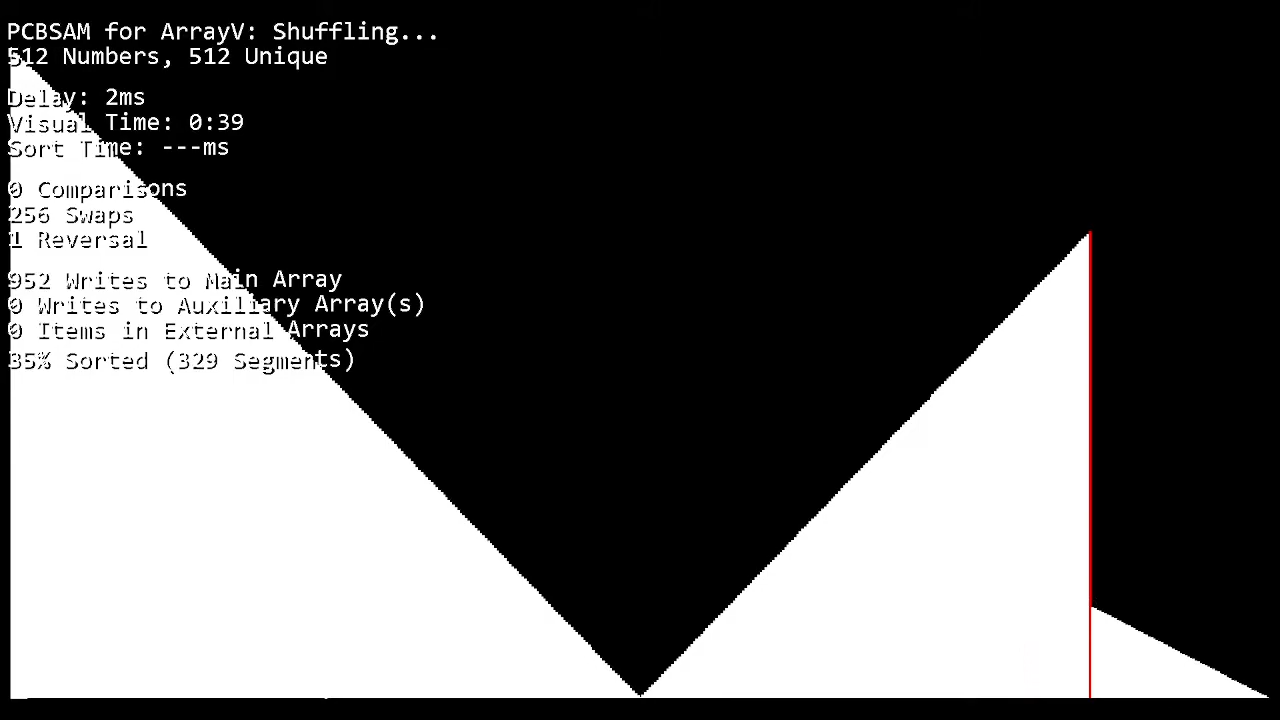 PCBSAM for ArrayV: Shuffling...
512 Numbers, 512 Unique
Delay: 2ms
Visual Time: 0:39
Sort Time: ---ms
0 Comparisons
256 Swaps
1 Reversal
952 Writes to Main Array
0 Writes to Auxiliary Array(s)
0 Items in External Arrays
35% Sorted (329 Segments)